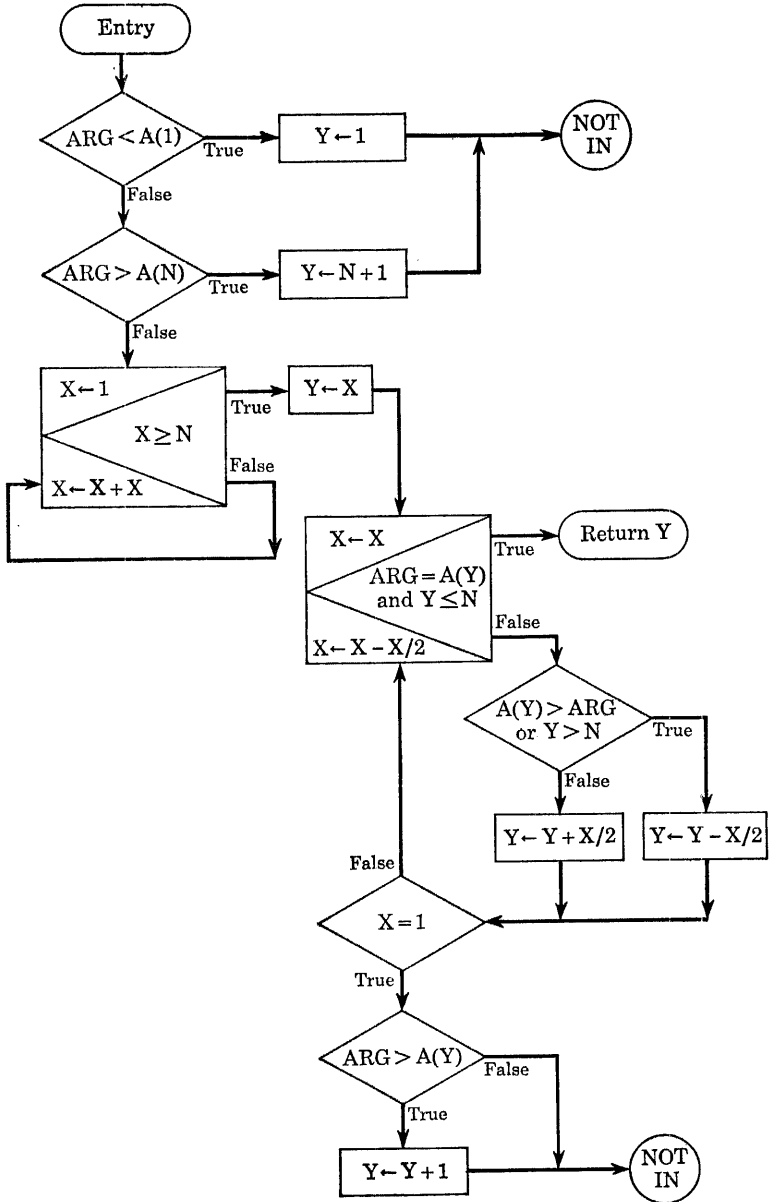 Entry
ARG < A(1)
True
Y ← 1
NOT
IN
False
ARG > A(N)
True
Y ← N + 1
False
X ← 1
True
Y ← X
X ≥ N
False
X ← X + X
X ← X
True
Return Y
ARG = A(Y)
and Y ≤ N
False
X ← X − X/2
A(Y) > ARG
or Y > N
True
False
Y ← Y + X/2
Y ← Y − X/2
False
X = 1
True
ARG > A(Y)
False
True
Y ← Y + 1
NOT
IN